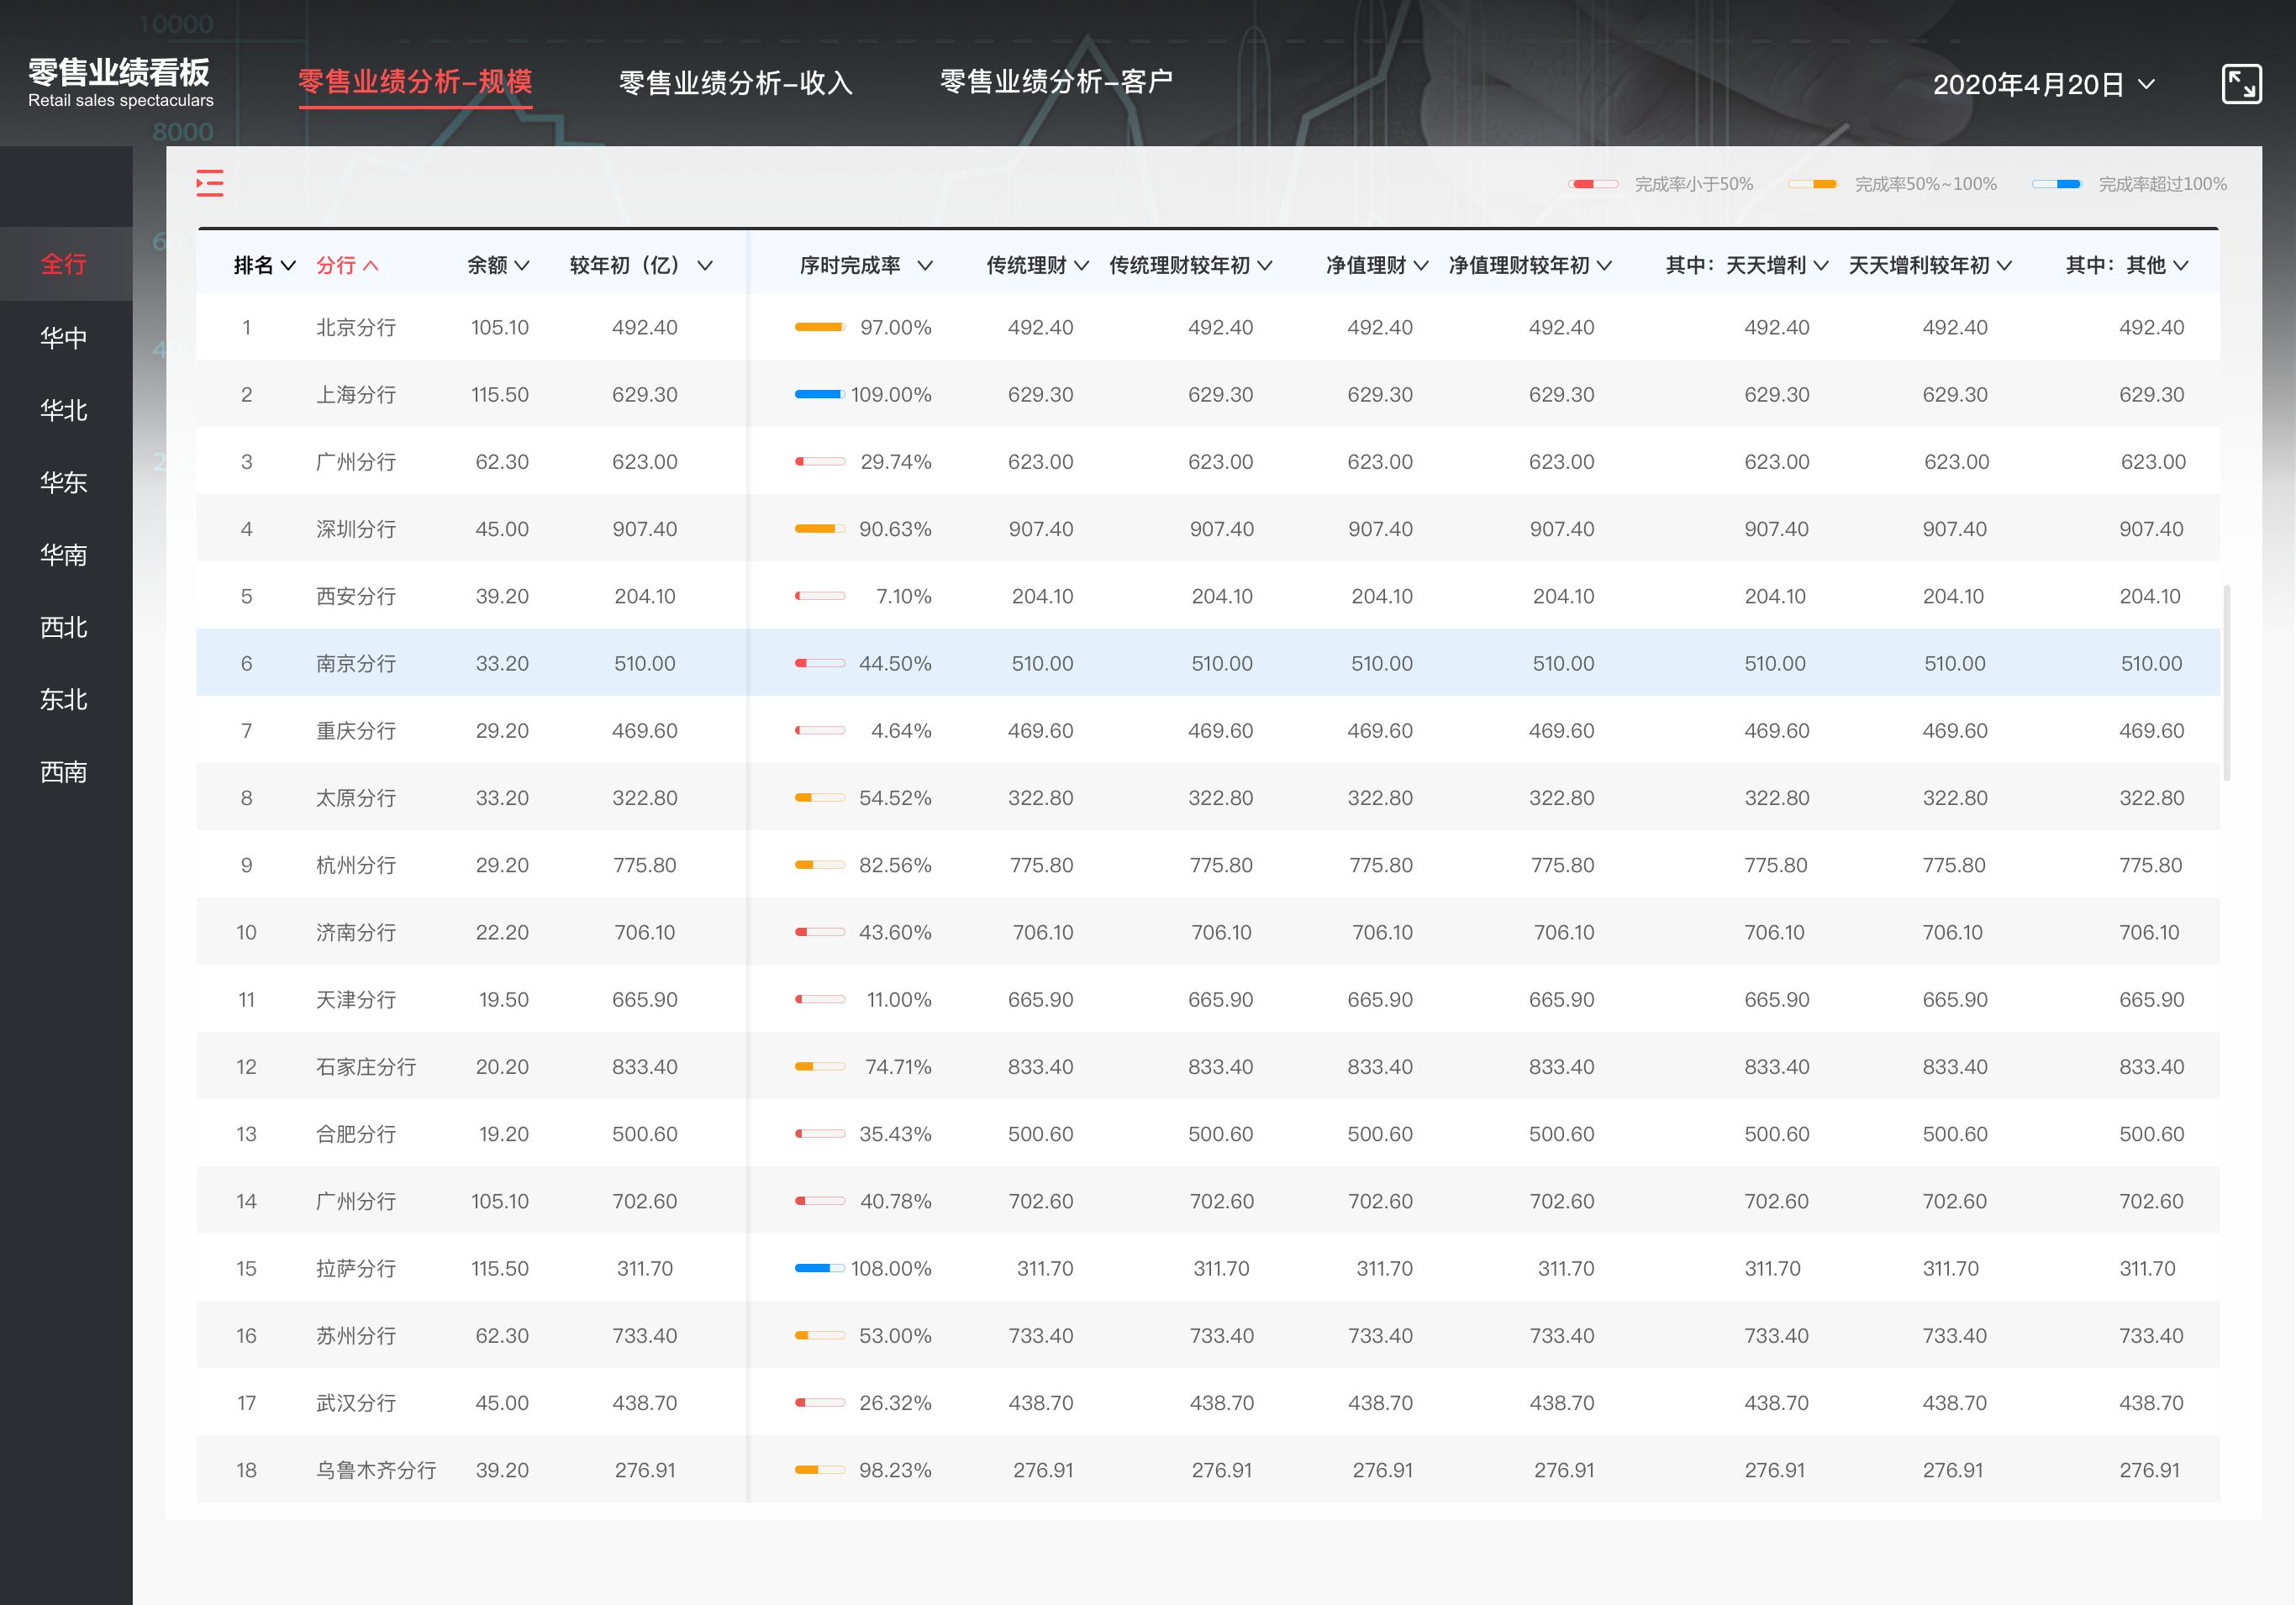 10000
零售业绩看板
Retail sales spectaculars
零售业绩分析-规模 零售业绩分析-收入 零售业绩分析-客户 2020年4月20日
8000
完成率小于50% 完成率50%~100% 完成率超过100%
排名 分行 余额 较年初（亿） 序时完成率 传统理财 传统理财较年初 净值理财 净值理财较年初 其中：天天增利 天天增利较年初 其中：其他
全行
华中
华北
华东
华南
西北
东北
西南
1 北京分行 105.10 492.40 97.00% 492.40 492.40 492.40 492.40 492.40 492.40 492.40
2 上海分行 115.50 629.30 109.00% 629.30 629.30 629.30 629.30 629.30 629.30 629.30
3 广州分行 62.30 623.00 29.74% 623.00 623.00 623.00 623.00 623.00 623.00 623.00
4 深圳分行 45.00 907.40 90.63% 907.40 907.40 907.40 907.40 907.40 907.40 907.40
5 西安分行 39.20 204.10 7.10% 204.10 204.10 204.10 204.10 204.10 204.10 204.10
6 南京分行 33.20 510.00 44.50% 510.00 510.00 510.00 510.00 510.00 510.00 510.00
7 重庆分行 29.20 469.60 4.64% 469.60 469.60 469.60 469.60 469.60 469.60 469.60
8 太原分行 33.20 322.80 54.52% 322.80 322.80 322.80 322.80 322.80 322.80 322.80
9 杭州分行 29.20 775.80 82.56% 775.80 775.80 775.80 775.80 775.80 775.80 775.80
10 济南分行 22.20 706.10 43.60% 706.10 706.10 706.10 706.10 706.10 706.10 706.10
11 天津分行 19.50 665.90 11.00% 665.90 665.90 665.90 665.90 665.90 665.90 665.90
12 石家庄分行 20.20 833.40 74.71% 833.40 833.40 833.40 833.40 833.40 833.40 833.40
13 合肥分行 19.20 500.60 35.43% 500.60 500.60 500.60 500.60 500.60 500.60 500.60
14 广州分行 105.10 702.60 40.78% 702.60 702.60 702.60 702.60 702.60 702.60 702.60
15 拉萨分行 115.50 311.70 108.00% 311.70 311.70 311.70 311.70 311.70 311.70 311.70
16 苏州分行 62.30 733.40 53.00% 733.40 733.40 733.40 733.40 733.40 733.40 733.40
17 武汉分行 45.00 438.70 26.32% 438.70 438.70 438.70 438.70 438.70 438.70 438.70
18 乌鲁木齐分行 39.20 276.91 98.23% 276.91 276.91 276.91 276.91 276.91 276.91 276.91